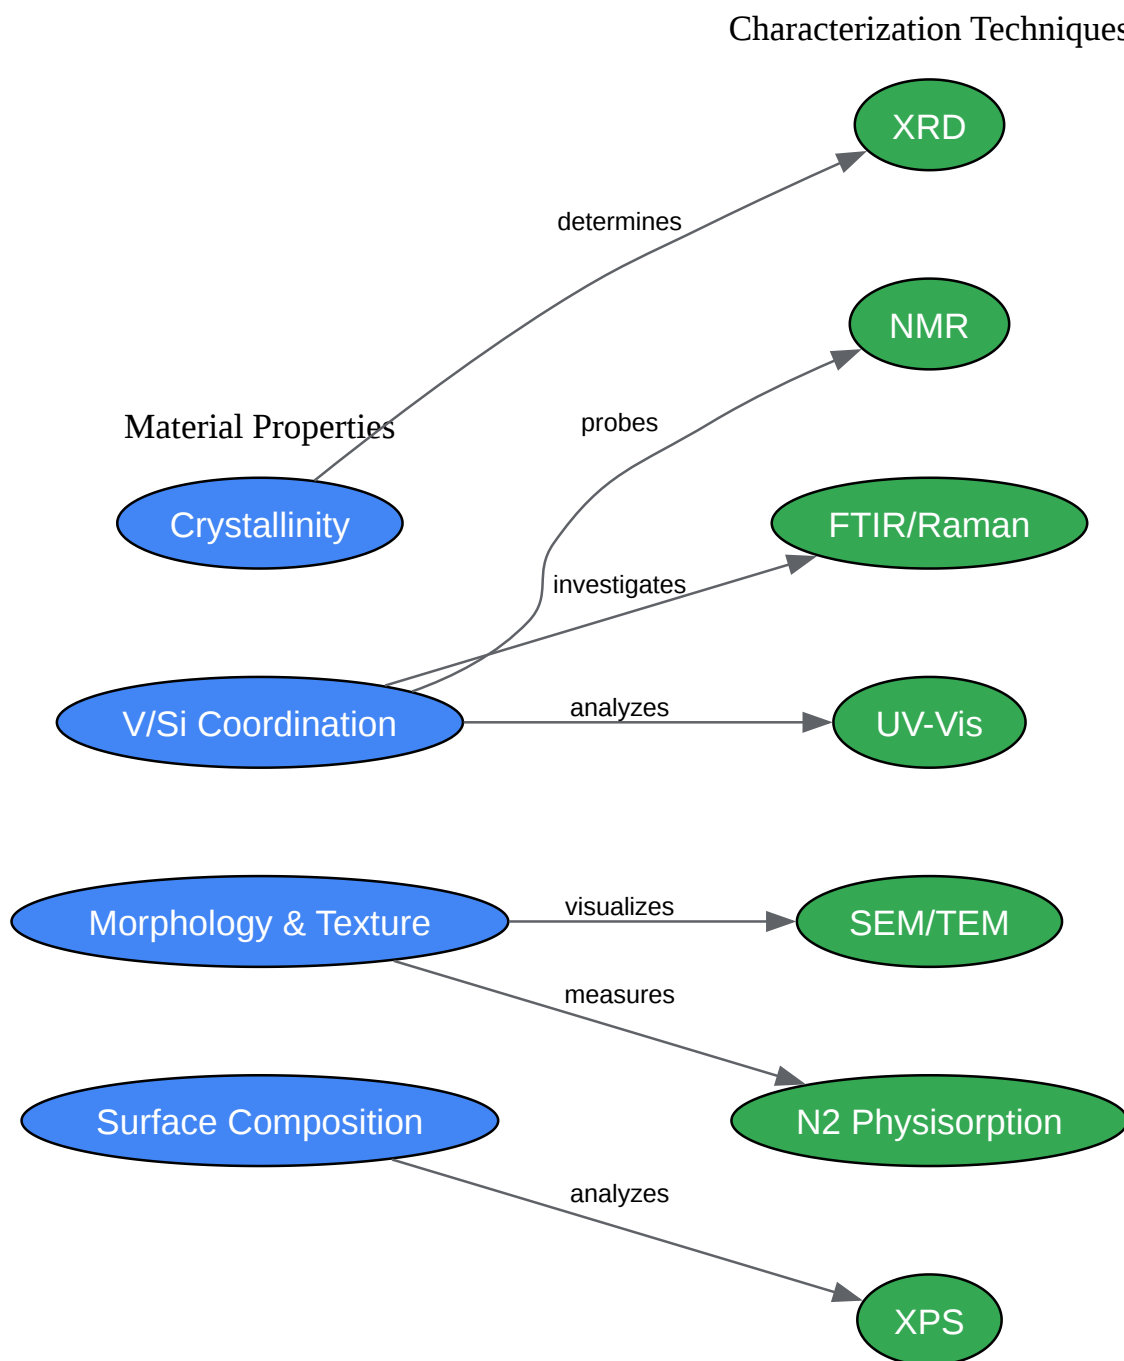 Characterization Techniques
XRD
determines
NMR
Material Properties
probes
Crystallinity
FTIR/Raman
investigates
V/Si Coordination
analyzes
UV-Vis
Morphology & Texture
visualizes
SEM/TEM
measures
Surface Composition
N2 Physisorption
analyzes
XPS